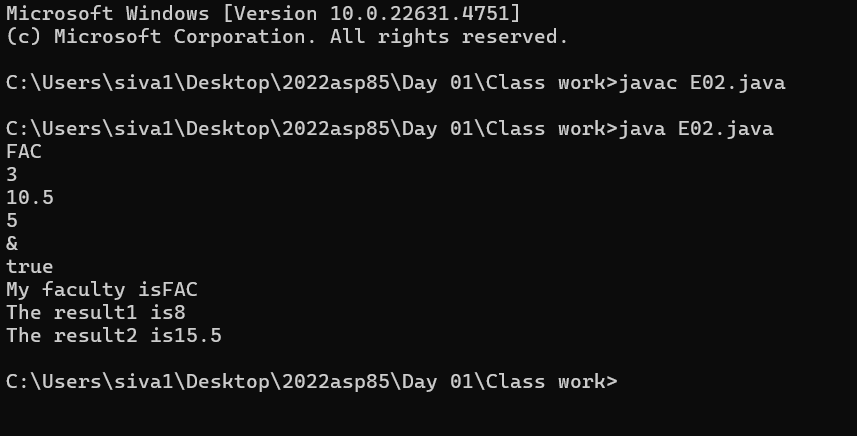 Microsoft Windows [Version 10.0.22631.4751]
(c) Microsoft Corporation. All rights reserved.
C:\Users\siva1\Desktop\2022asp85\Day 01\Class work>javac E02.java
C:\Users\siva1\Desktop\2022asp85\Day 01\Class work>java E02.java
FAC
3
10.5
5
&
true
My faculty isFAC
The result1 is8
The result2 is15.5
C:\Users\siva1\Desktop\2022asp85\Day 01\Class work>